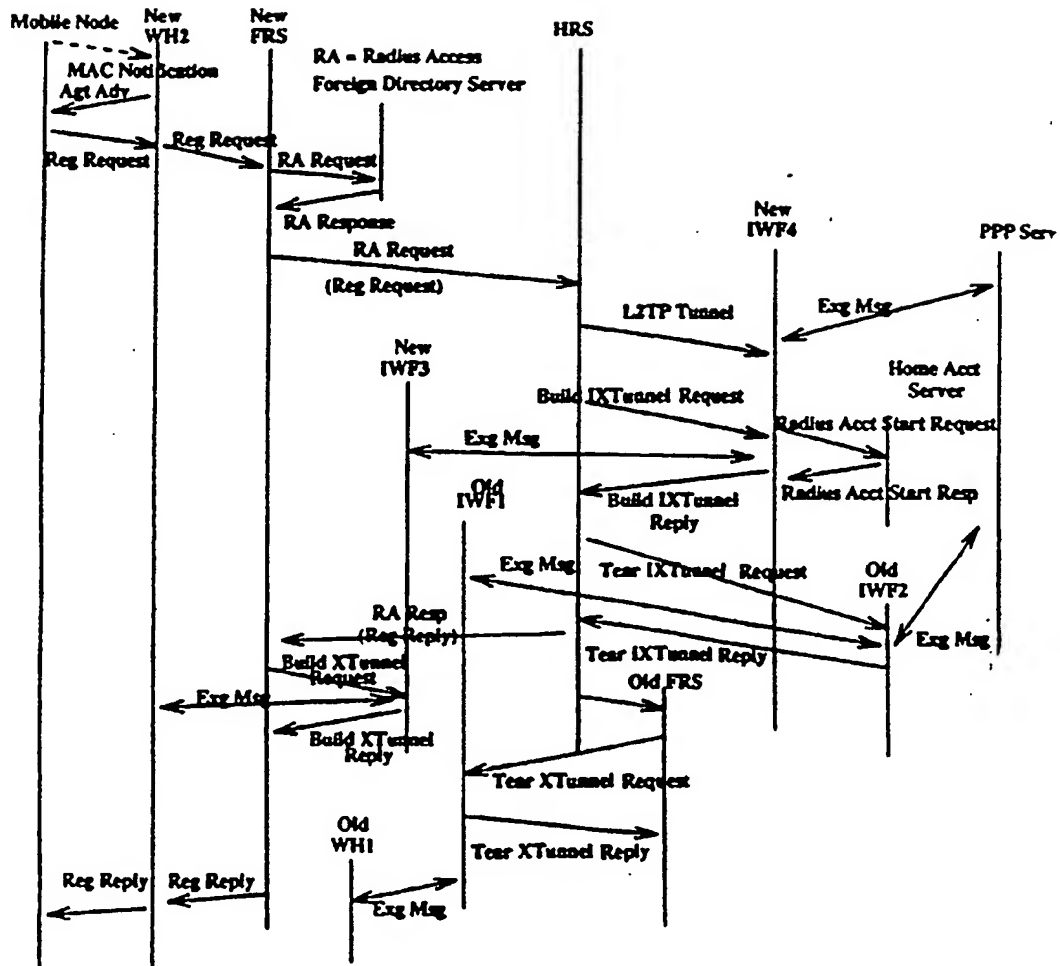 Mobile Node
New
WH2
New
FRS
HRS
RA = Radius Access
Foreign Directory Server
MAC Notification
Agt Adv
Reg Request
Reg Request
RA Request
RA Response
RA Request
(Reg Request)
New
IWF4
PPP Serv
L2TP Tunnel
Exg Msg
New
IWF3
Home Acct
Server
Build IXTunnel Request
Radius Acct Start Request
Exg Msg
Old
IWF1
Build IXTunnel
Reply
Radius Acct Start Resp
Exg Msg
Tear IXTunnel Request
Old
IWF2
RA Resp
(Reg Reply)
Tear IXTunnel Reply
Exg Msg
Build XTunnel
Request
Old FRS
Exg Msg
Build XTunnel
Reply
Tear XTunnel Request
Old
WH1
Tear XTunnel Reply
Reg Reply
Reg Reply
Exg Msg